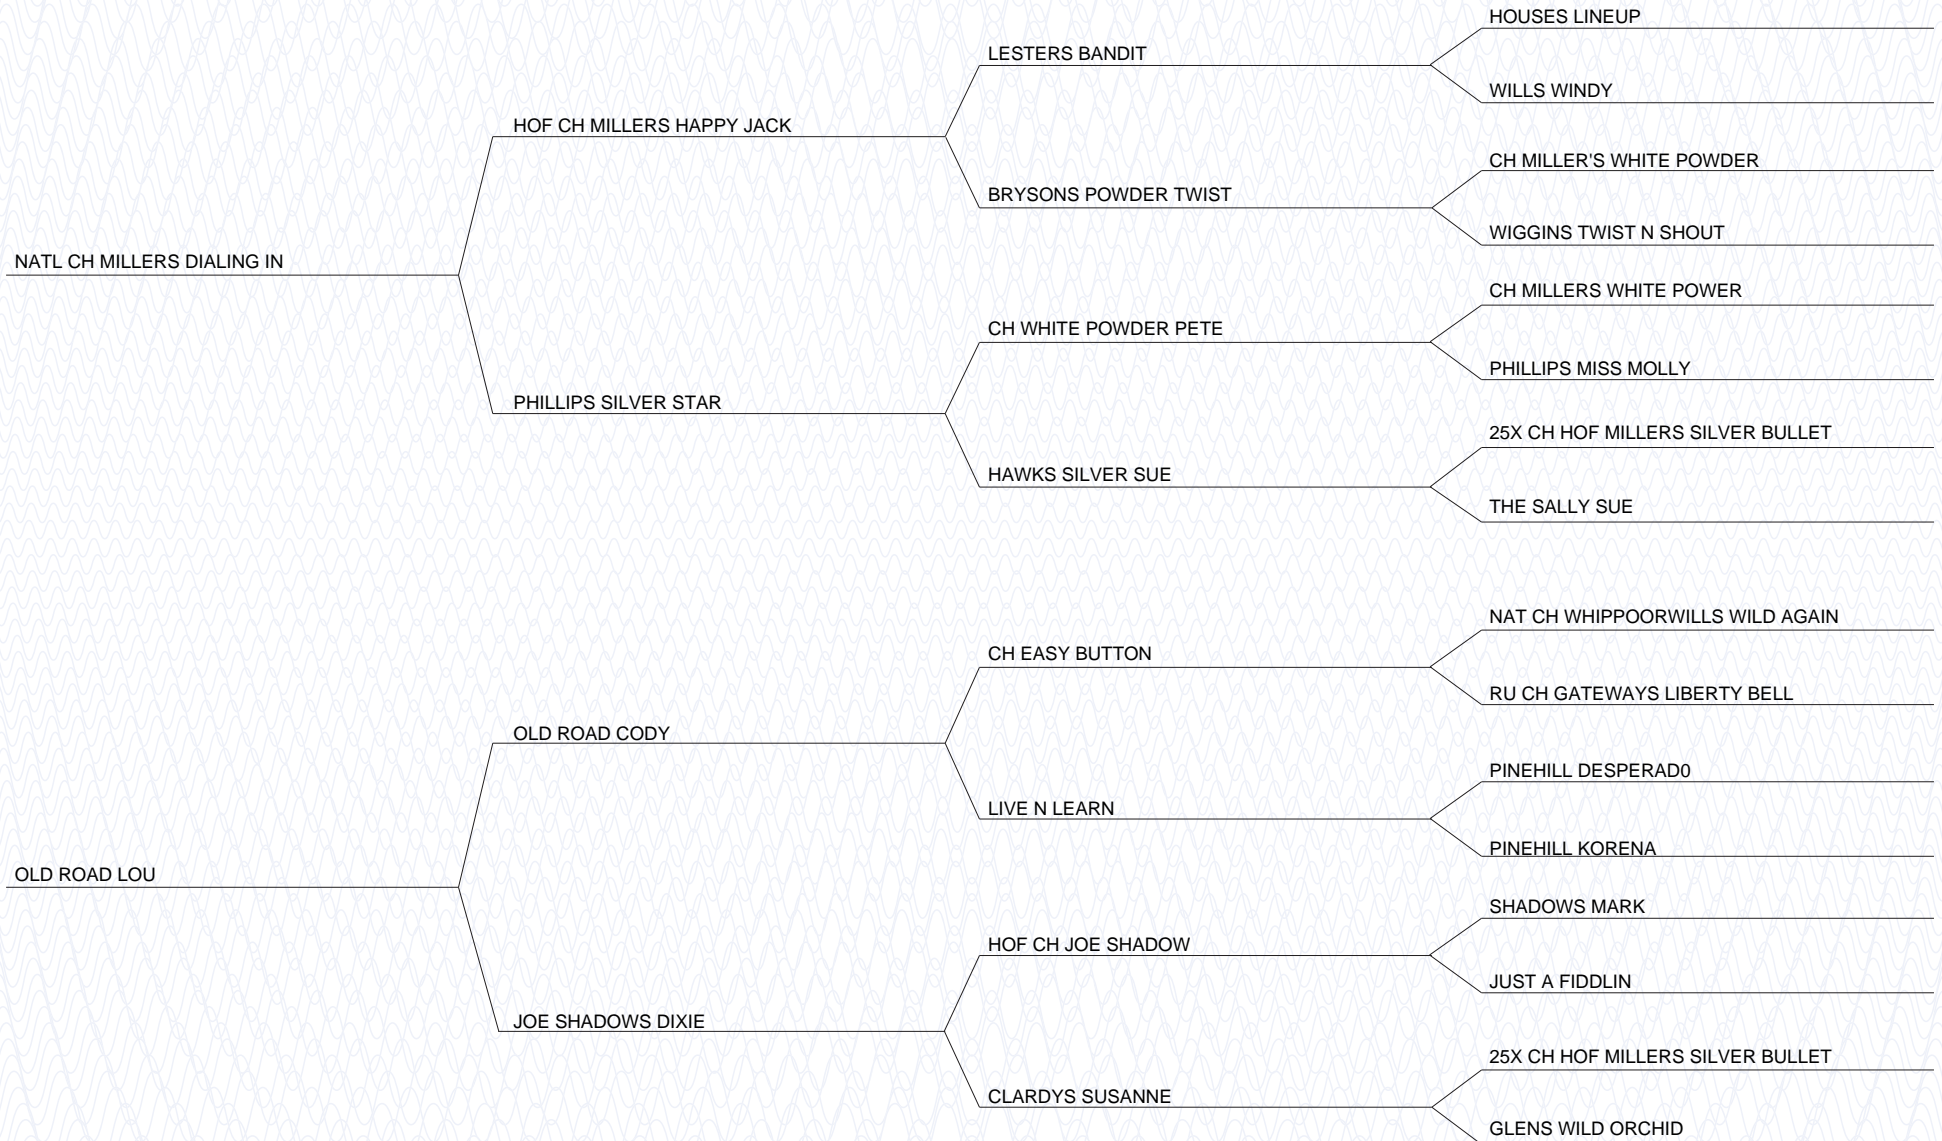 HOUSES LINEUP
LESTERS BANDIT
WILLS WINDY
HOF CH MILLERS HAPPY JACK
CH MILLER'S WHITE POWDER
BRYSONS POWDER TWIST
WIGGINS TWIST N SHOUT
NATL CH MILLERS DIALING IN
CH MILLERS WHITE POWER
CH WHITE POWDER PETE
PHILLIPS MISS MOLLY
PHILLIPS SILVER STAR
25X CH HOF MILLERS SILVER BULLET
HAWKS SILVER SUE
THE SALLY SUE
NAT CH WHIPPOORWILLS WILD AGAIN
CH EASY BUTTON
RU CH GATEWAYS LIBERTY BELL
OLD ROAD CODY
PINEHILL DESPERAD0
LIVE N LEARN
PINEHILL KORENA
OLD ROAD LOU
SHADOWS MARK
HOF CH JOE SHADOW
JUST A FIDDLIN
JOE SHADOWS DIXIE
25X CH HOF MILLERS SILVER BULLET
CLARDYS SUSANNE
GLENS WILD ORCHID